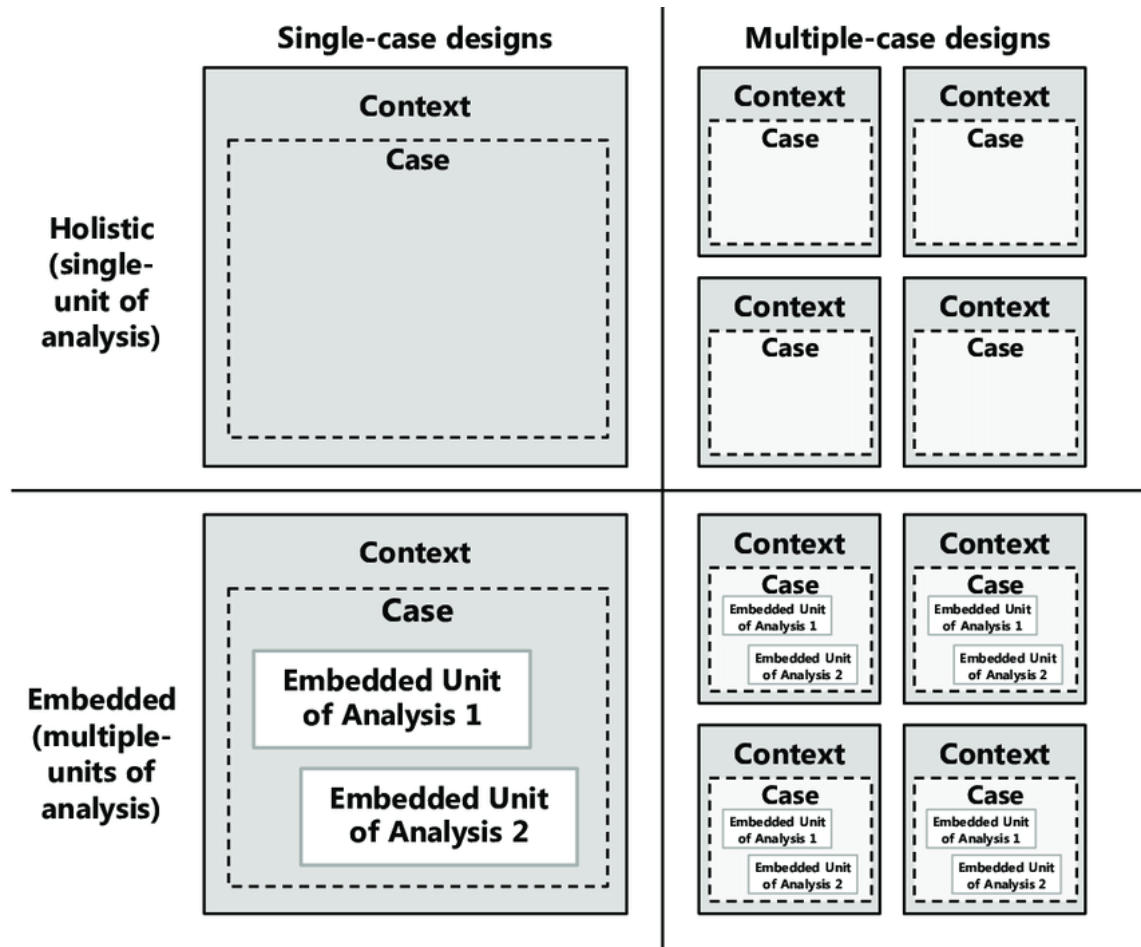 Single-case designs
Multiple-case designs
Holistic
(single-
unit of
analysis)
Context
Case
Context
Case
Context
Case
Context
Case
Context
Case
Embedded
(multiple-
units of
analysis)
Context
Case
Embedded Unit
of Analysis 1
Embedded Unit
of Analysis 2
Context
Case
Embedded Unit
of Analysis 1
Embedded Unit
of Analysis 2
Context
Case
Embedded Unit
of Analysis 1
Embedded Unit
of Analysis 2
Context
Case
Embedded Unit
of Analysis 1
Embedded Unit
of Analysis 2
Context
Case
Embedded Unit
of Analysis 1
Embedded Unit
of Analysis 2